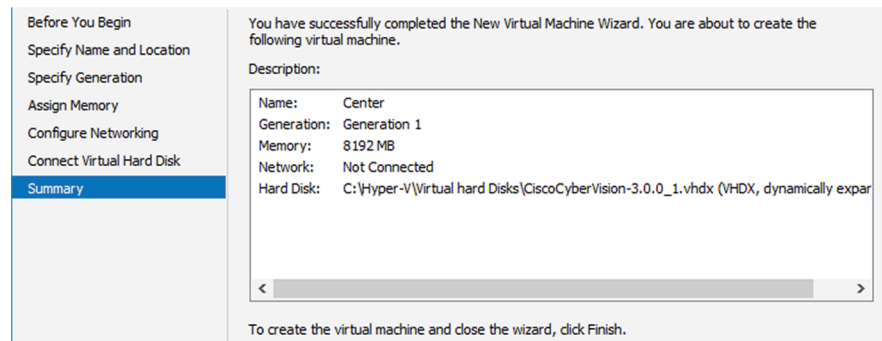 Before You Begin
Specify Name and Location
Specify Generation
Assign Memory
Configure Networking
Connect Virtual Hard Disk
Summary
You have successfully completed the New Virtual Machine Wizard. You are about to create the
following virtual machine.
Description:
Name: Center
Generation: Generation 1
Memory: 8192 MB
Network: Not Connected
Hard Disk: C:\Hyper-V\Virtual hard Disks\CiscoCyberVision-3.0.0_1.vhdx (VHDX, dynamically expar
To create the virtual machine and close the wizard, click Finish.